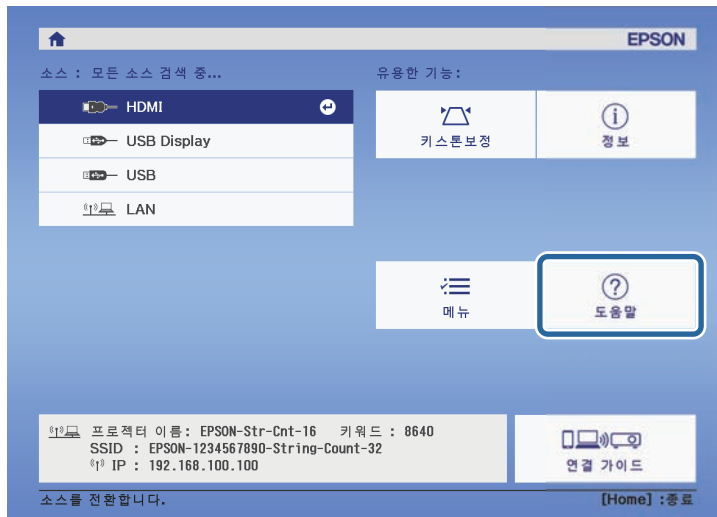 EPSON
소스 : 모든 소스 검색 중...
유용한 기능:
HDMI
USB Display
USB
LAN
키스톤보정
정보
메뉴
도움말
프로젝터 이름: EPSON-Str-Cnt-16 키워드 : 8640
SSID : EPSON-1234567890-String-Count-32
IP : 192.168.100.100
연결 가이드
소스를 전환합니다.
[Home] :종료